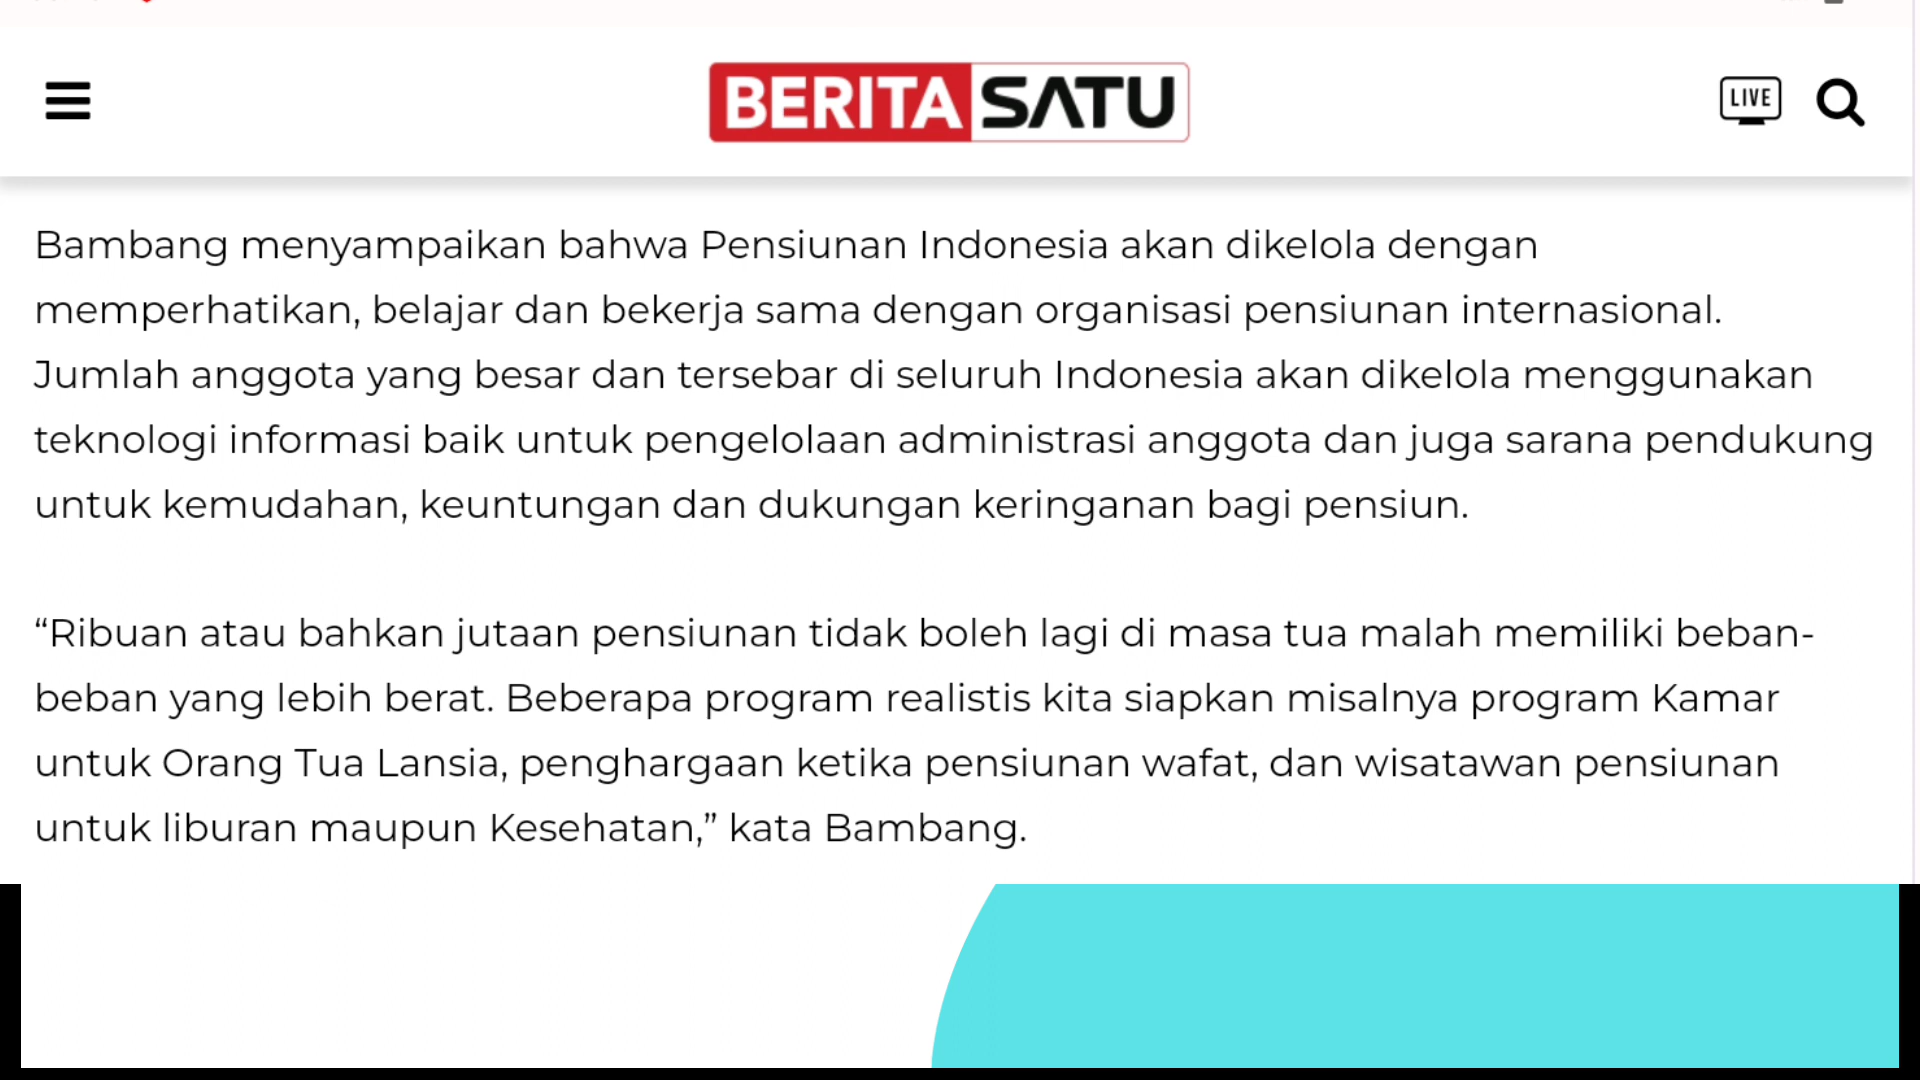 BERITA SATU
LIVE
Bambang menyampaikan bahwa Pensiunan Indonesia akan dikelola dengan
memperhatikan, belajar dan bekerja sama dengan organisasi pensiunan internasional.
Jumlah anggota yang besar dan tersebar di seluruh Indonesia akan dikelola menggunakan
teknologi informasi baik untuk pengelolaan administrasi anggota dan juga sarana pendukung
untuk kemudahan, keuntungan dan dukungan keringanan bagi pensiun.
“Ribuan atau bahkan jutaan pensiunan tidak boleh lagi di masa tua malah memiliki beban-
beban yang lebih berat. Beberapa program realistis kita siapkan misalnya program Kamar
untuk Orang Tua Lansia, penghargaan ketika pensiunan wafat, dan wisatawan pensiunan
untuk liburan maupun Kesehatan,” kata Bambang.